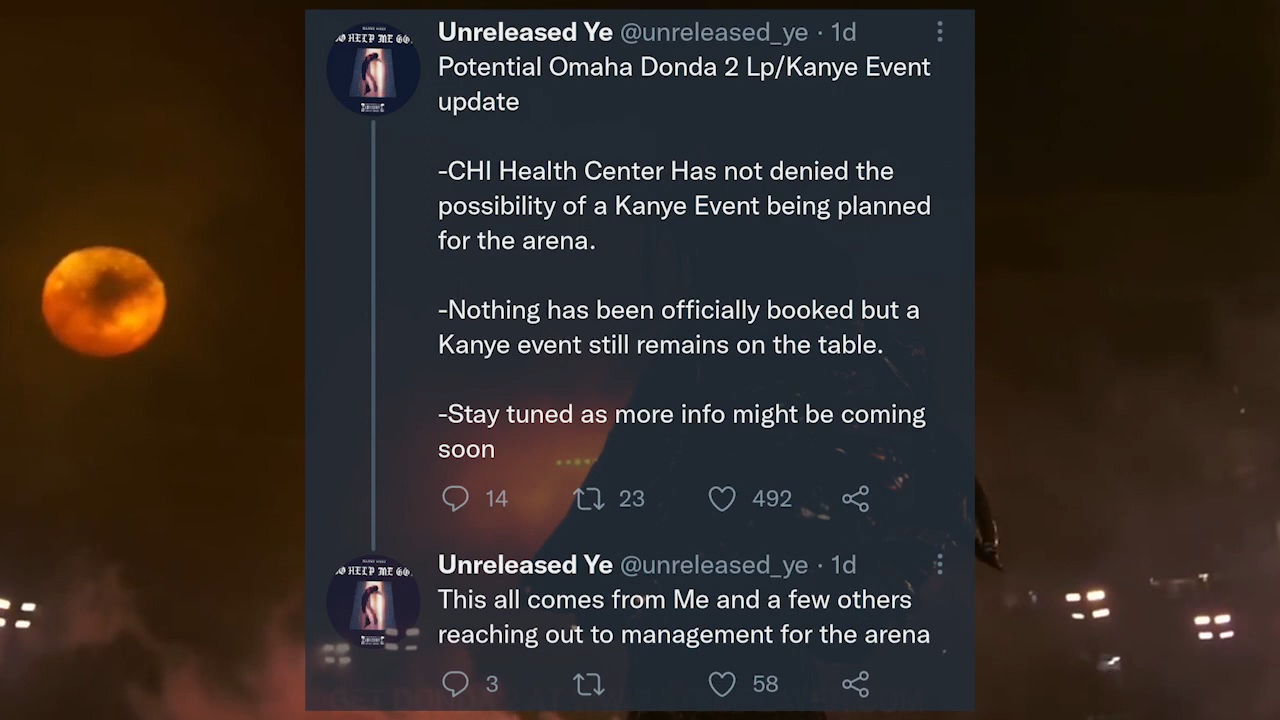 Unreleased Ye @unreleased_ye · 1d
Potential Omaha Donda 2 Lp/Kanye Event
update
-CHI Health Center Has not denied the
possibility of a Kanye Event being planned
for the arena.
-Nothing has been officially booked but a
Kanye event still remains on the table.
-Stay tuned as more info might be coming
soon
14 23 492
Unreleased Ye @unreleased_ye · 1d
This all comes from Me and a few others
reaching out to management for the arena
3 58